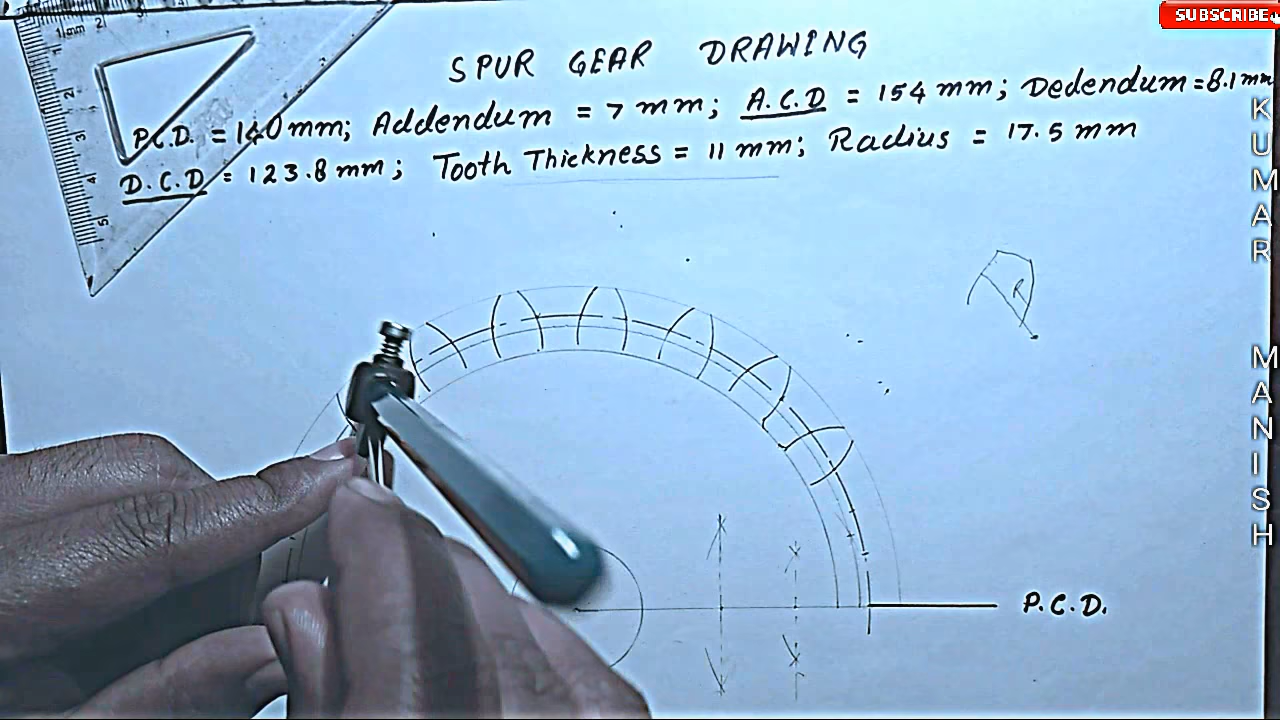 SUBSCRIBE
SPUR GEAR DRAWING
P.C.D. = 140 mm; Addendum = 7 mm; A.C.D = 154 mm; Dedendum = 8.1 mm
D.C.D = 123.8 mm; Tooth Thickness = 11 mm; Radius = 17.5 mm
R
P.C.D.
KUMAR MANISH